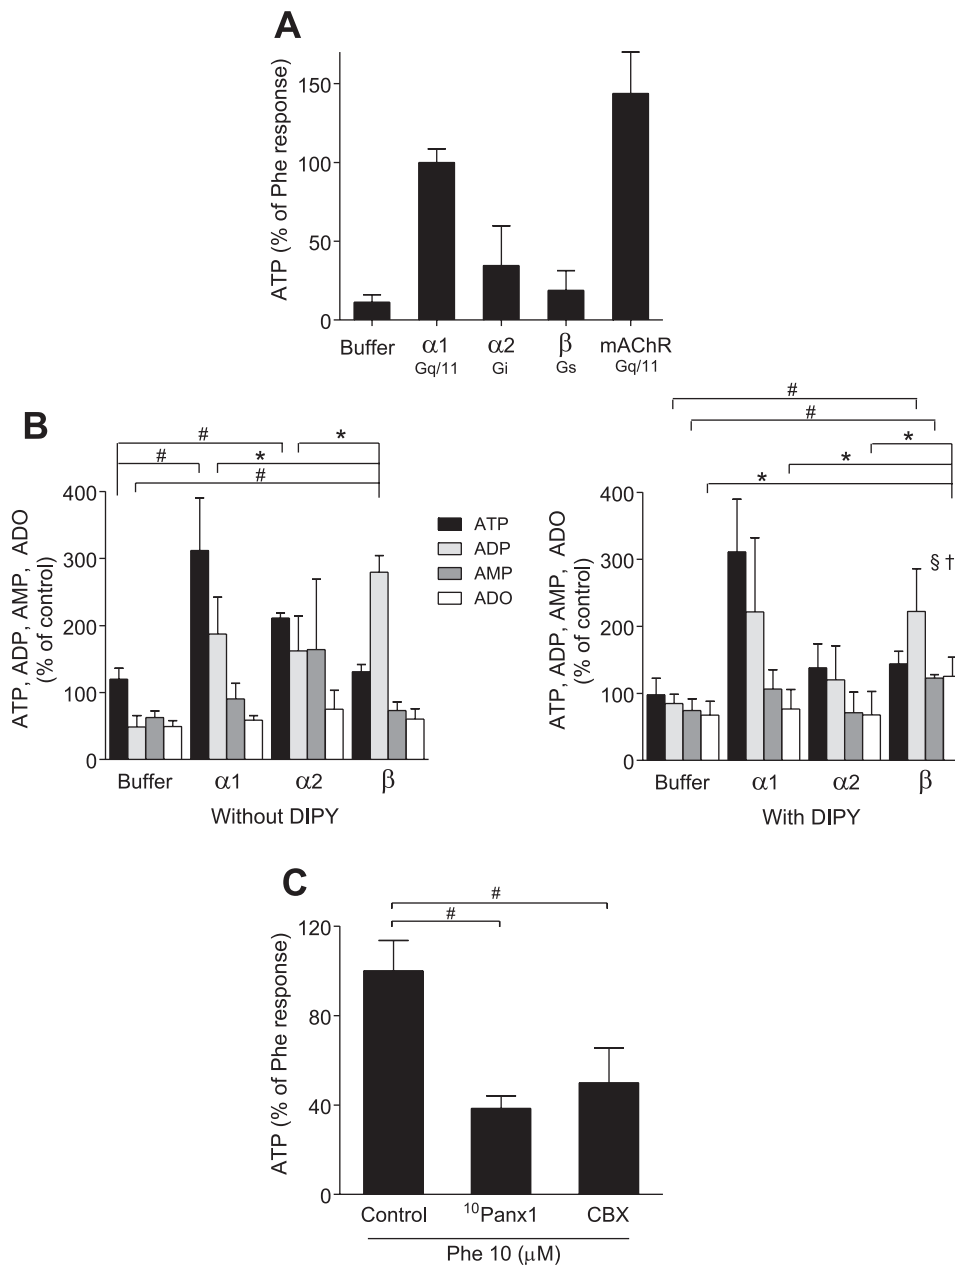 A
ATP (% of Phe response)
150
100
50
0
Buffer α1 α2 β mAChR
Gq/11 Gi Gs Gq/11
B
# *
# *
#
ATP, ADP, AMP, ADO
(% of control)
400
300
200
100
0
Buffer α1 α2 β
Without DIPY
ATP
ADP
AMP
ADO
#
#
*
*
*
ATP, ADP, AMP, ADO
(% of control)
400
300
200
100
0
§ †
Buffer α1 α2 β
With DIPY
C
#
#
ATP (% of Phe response)
120
80
40
0
Control ¹⁰Panx1 CBX
Phe 10 (μM)